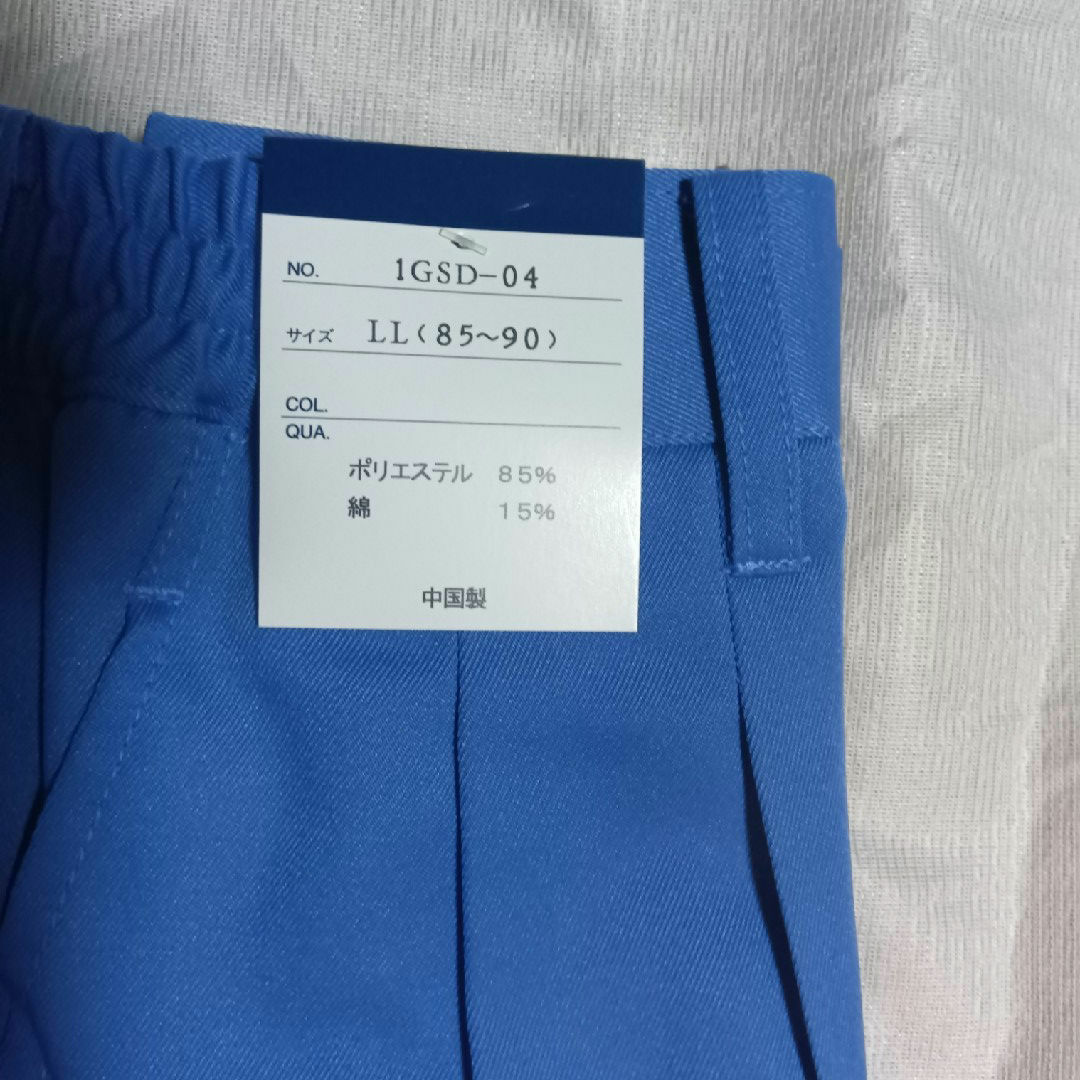 NO. 1GSD-04
サイズ LL(85~90)
COL.
QUA.
ポリエステル 85%
綿 15%
中国製